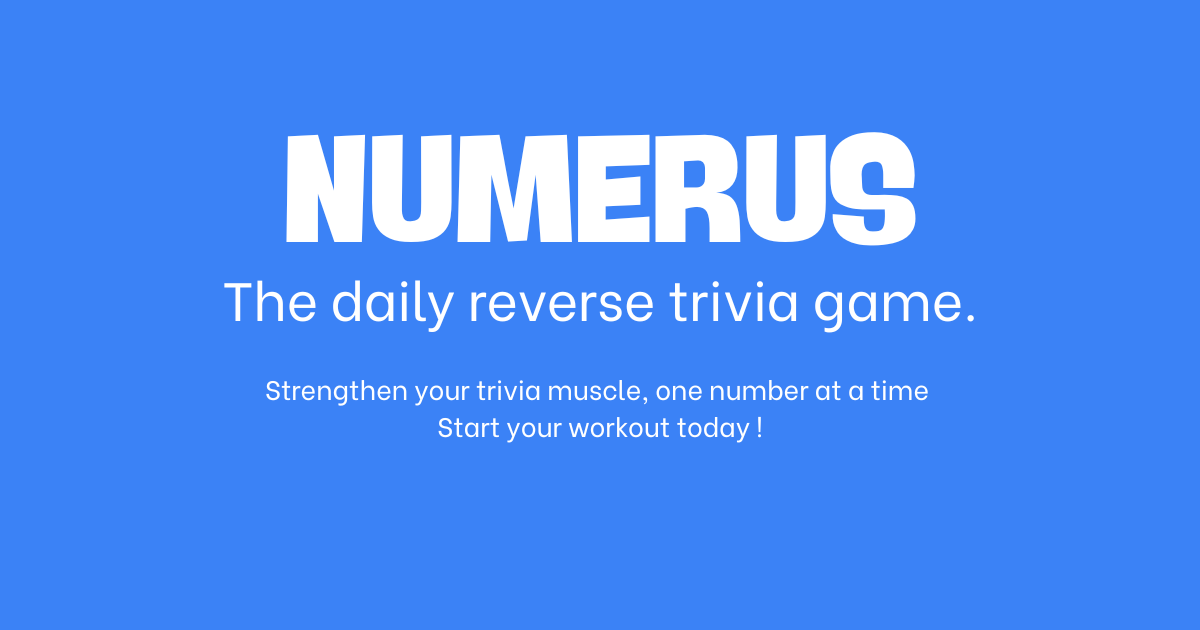 NUMERUS
The daily reverse trivia game.
Strengthen your trivia muscle, one number at a time
Start your workout today !